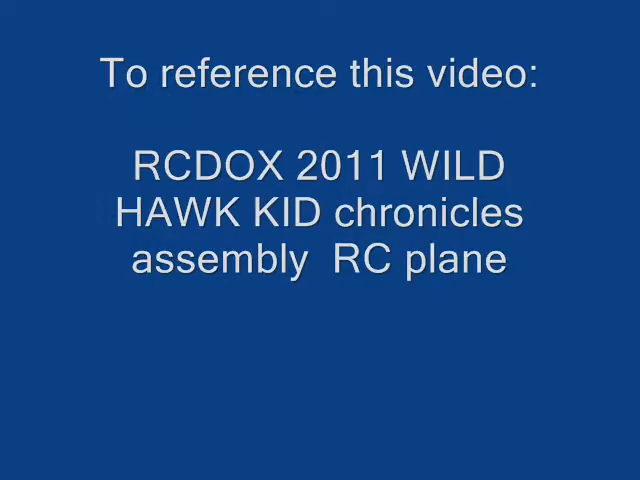 To reference this video:
RCDOX 2011 WILD
HAWK KID chronicles
assembly  RC plane